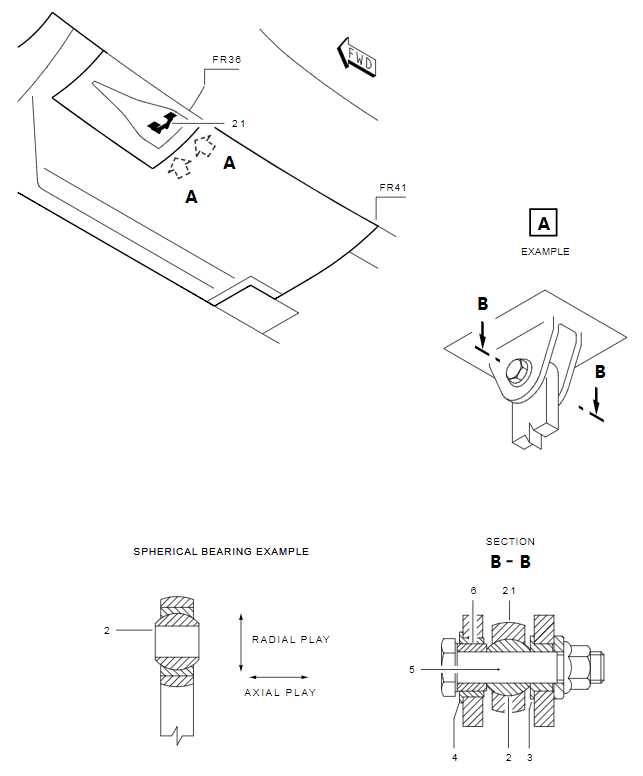 FR36
FWD
21
A
A
FR41
A
EXAMPLE
B
B
SPHERICAL BEARING EXAMPLE
2
RADIAL PLAY
AXIAL PLAY
SECTION
B - B
6 21
5
4 2 3